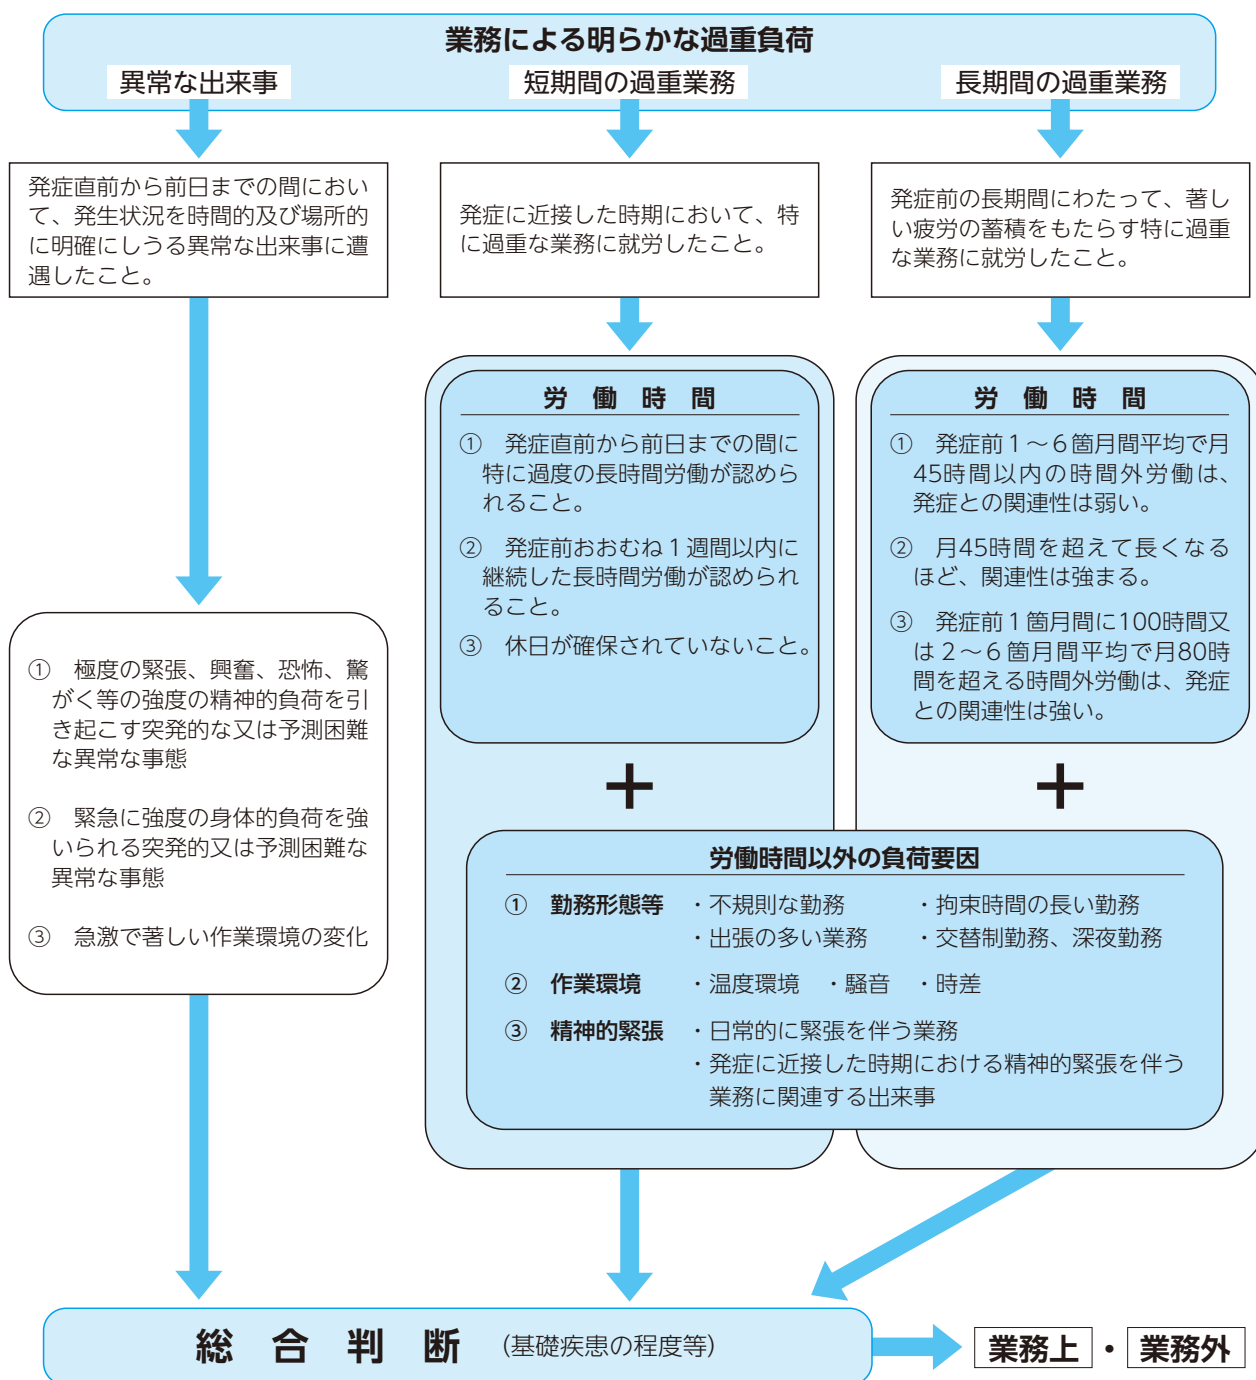 業務による明らかな過重負荷
異常な出来事
短期間の過重業務
長期間の過重業務
発症直前から前日までの間におい
て、発生状況を時間的及び場所的
に明確にしうる異常な出来事に遭
遇したこと。
発症に近接した時期において、特
に過重な業務に就労したこと。
発症前の長期間にわたって、著し
い疲労の蓄積をもたらす特に過重
な業務に就労したこと。
① 極度の緊張、興奮、恐怖、驚
がく等の強度の精神的負荷を引
き起こす突発的な又は予測困難
な異常な事態
② 緊急に強度の身体的負荷を強
いられる突発的又は予測困難な
異常な事態
③ 急激で著しい作業環境の変化
労働時間
① 発症直前から前日までの間に
特に過度の長時間労働が認めら
れること。
② 発症前おおむね1週間以内に
継続した長時間労働が認められ
ること。
③ 休日が確保されていないこと。
労働時間
① 発症前1～6箇月間平均で月
45時間以内の時間外労働は、
発症との関連性は弱い。
② 月45時間を超えて長くなる
ほど、関連性は強まる。
③ 発症前1箇月間に100時間又
は2～6箇月間平均で月80時
間を超える時間外労働は、発症
との関連性は強い。
＋
＋
労働時間以外の負荷要因
① 勤務形態等 ・不規則な勤務 ・拘束時間の長い勤務
・出張の多い業務 ・交替制勤務、深夜勤務
② 作業環境 ・温度環境 ・騒音 ・時差
③ 精神的緊張 ・日常的に緊張を伴う業務
・発症に近接した時期における精神的緊張を伴う
業務に関連する出来事
総合判断 (基礎疾患の程度等)
業務上 ・ 業務外